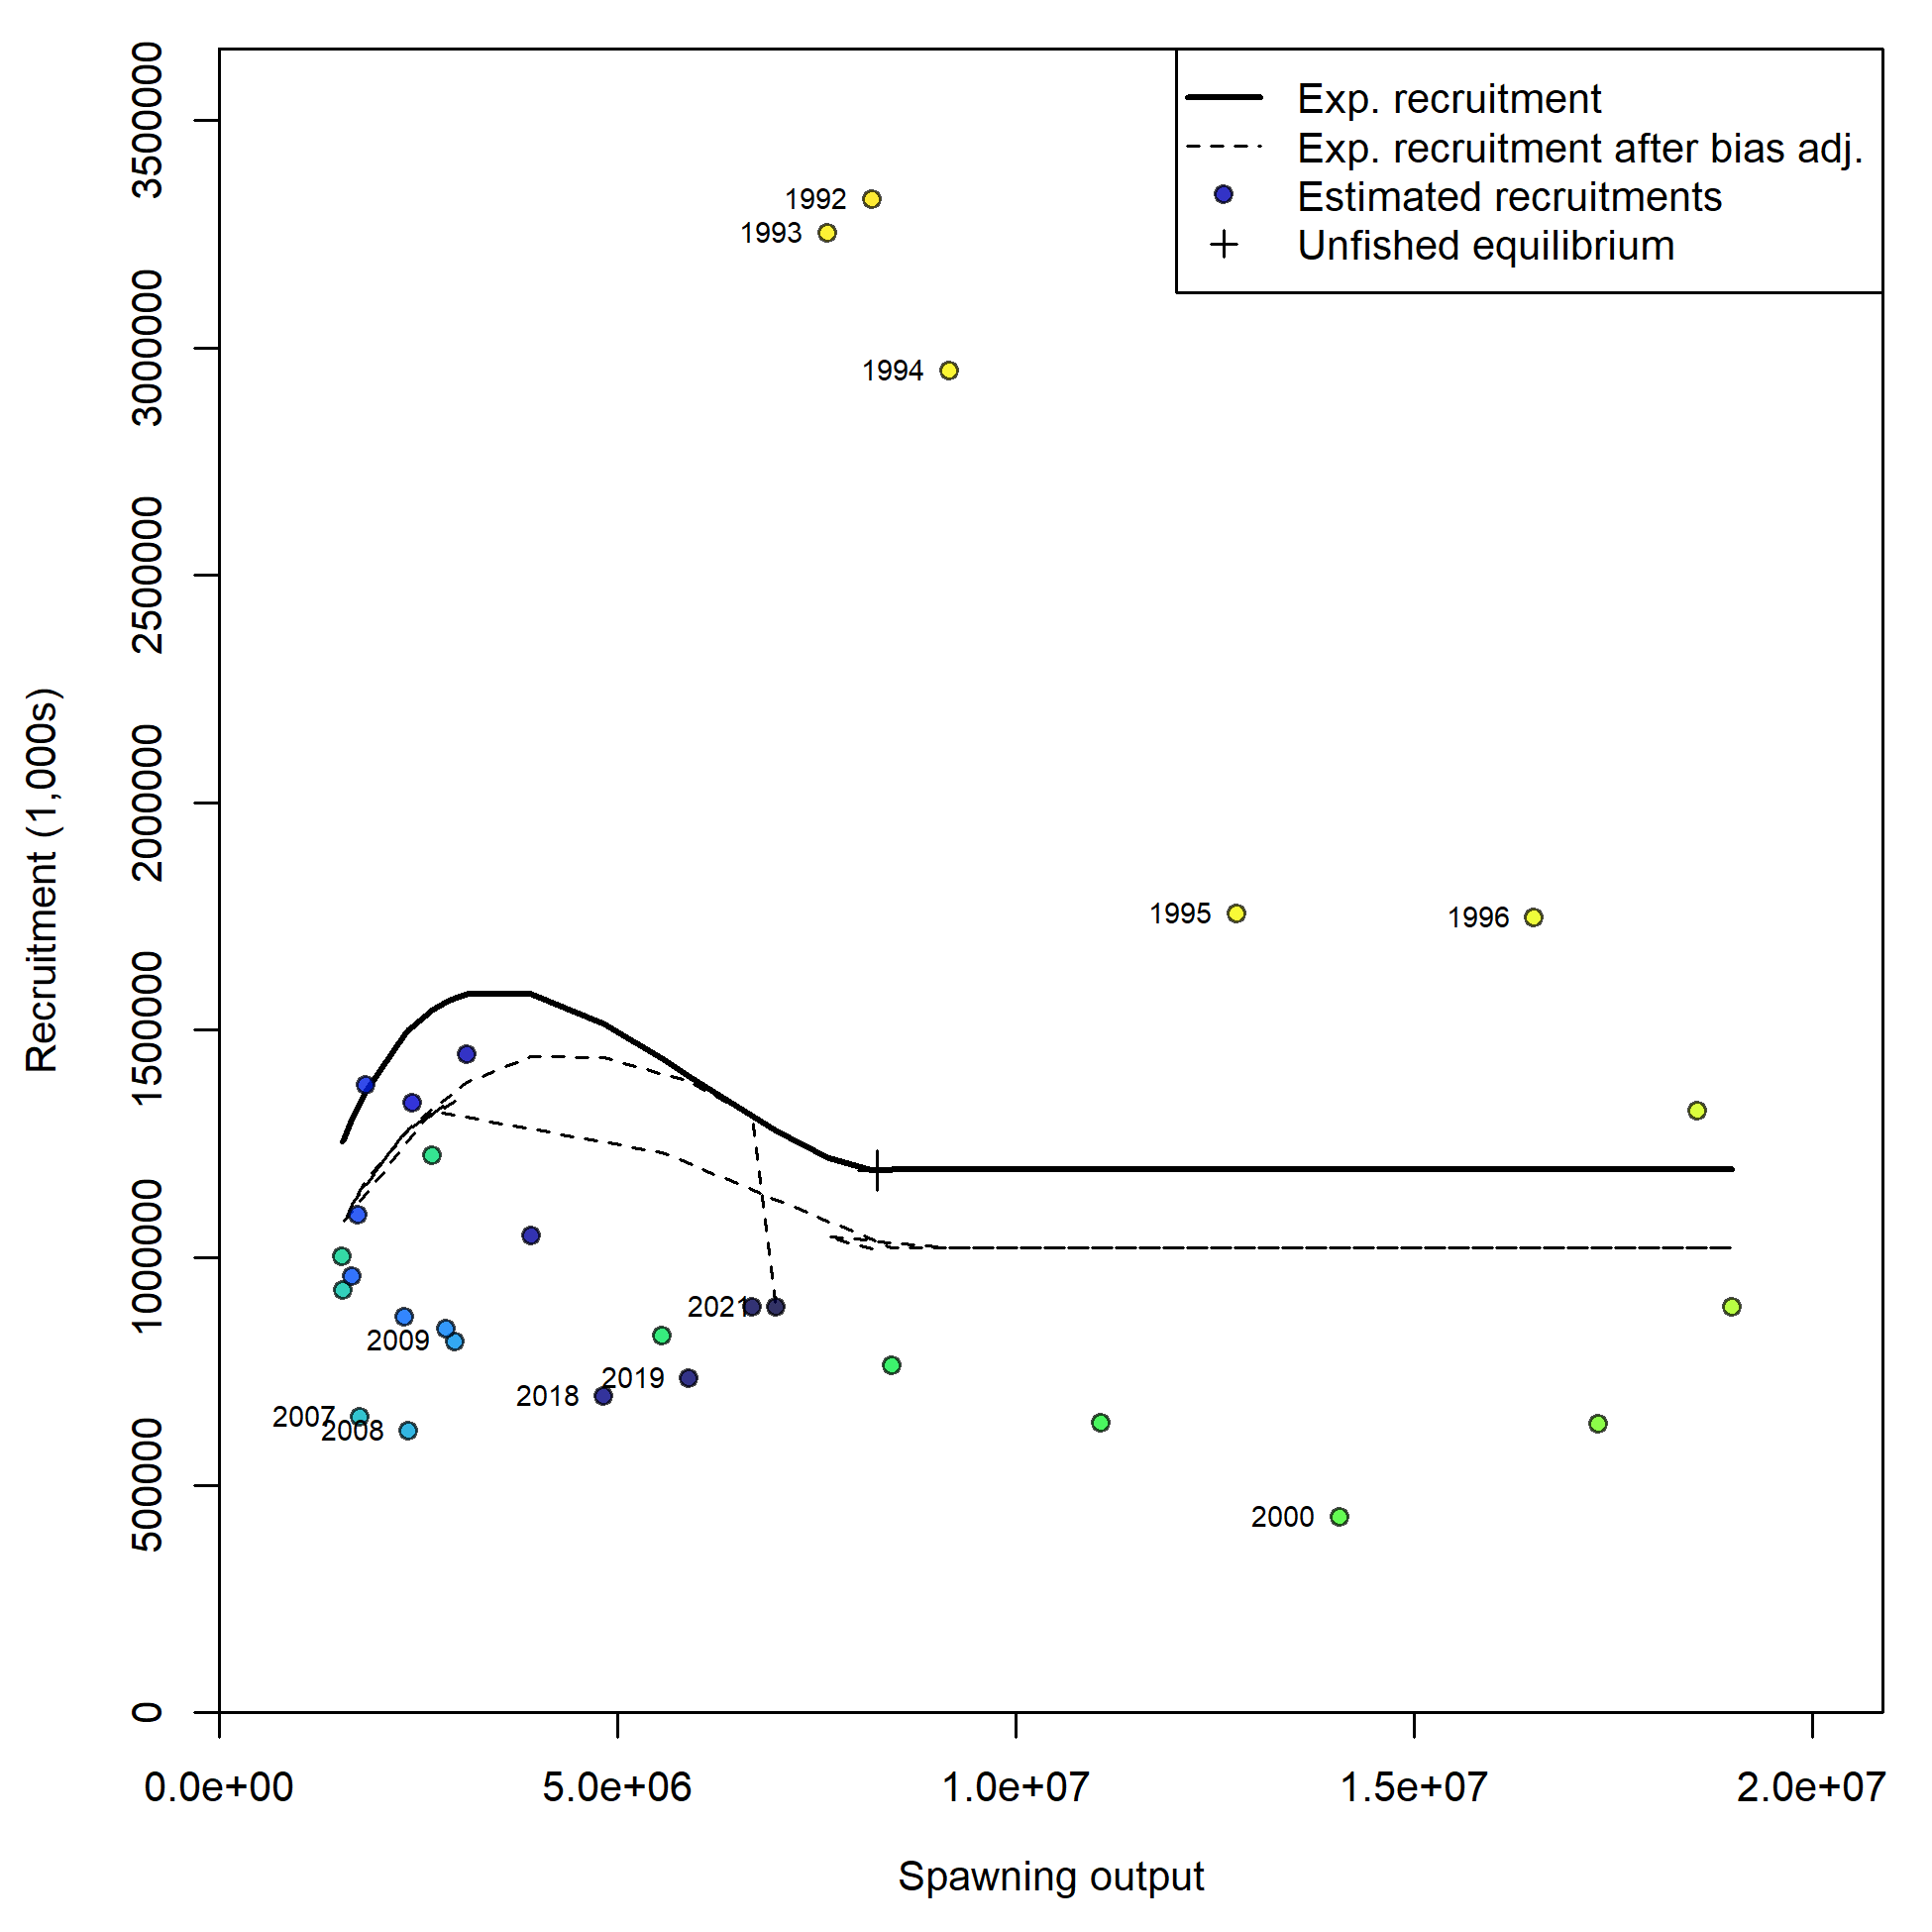 Exp. recruitment
Exp. recruitment after bias adj.
Estimated recruitments
Unfished equilibrium
1992
1993
1994
1995
1996
2021
2009
2019
2018
2007
2008
2000
Recruitment (1,000s)
3500000
3000000
2500000
2000000
1500000
1000000
500000
0
0.0e+00
5.0e+06
1.0e+07
1.5e+07
2.0e+07
Spawning output